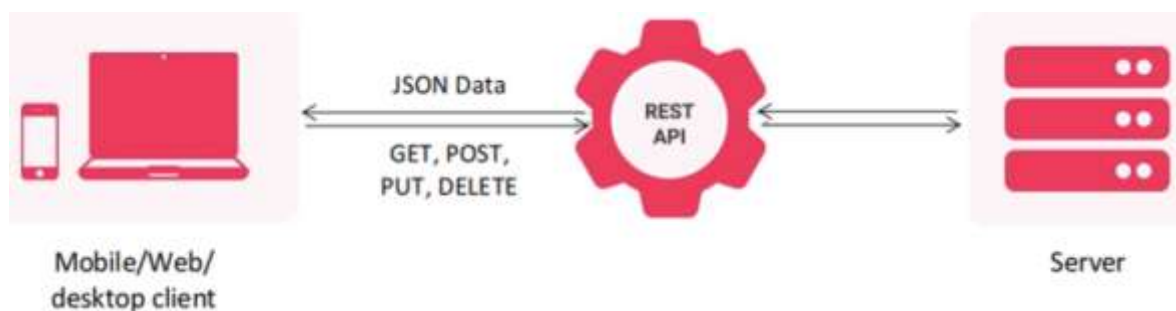 JSON Data
GET, POST,
PUT, DELETE
REST
API
Mobile/Web/
desktop client
Server